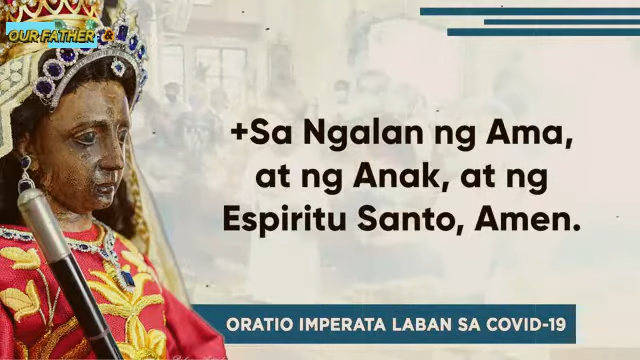 OUR FATHER &
+Sa Ngalan ng Ama,
at ng Anak, at ng
Espiritu Santo, Amen.
ORATIO IMPERATA LABAN SA COVID-19